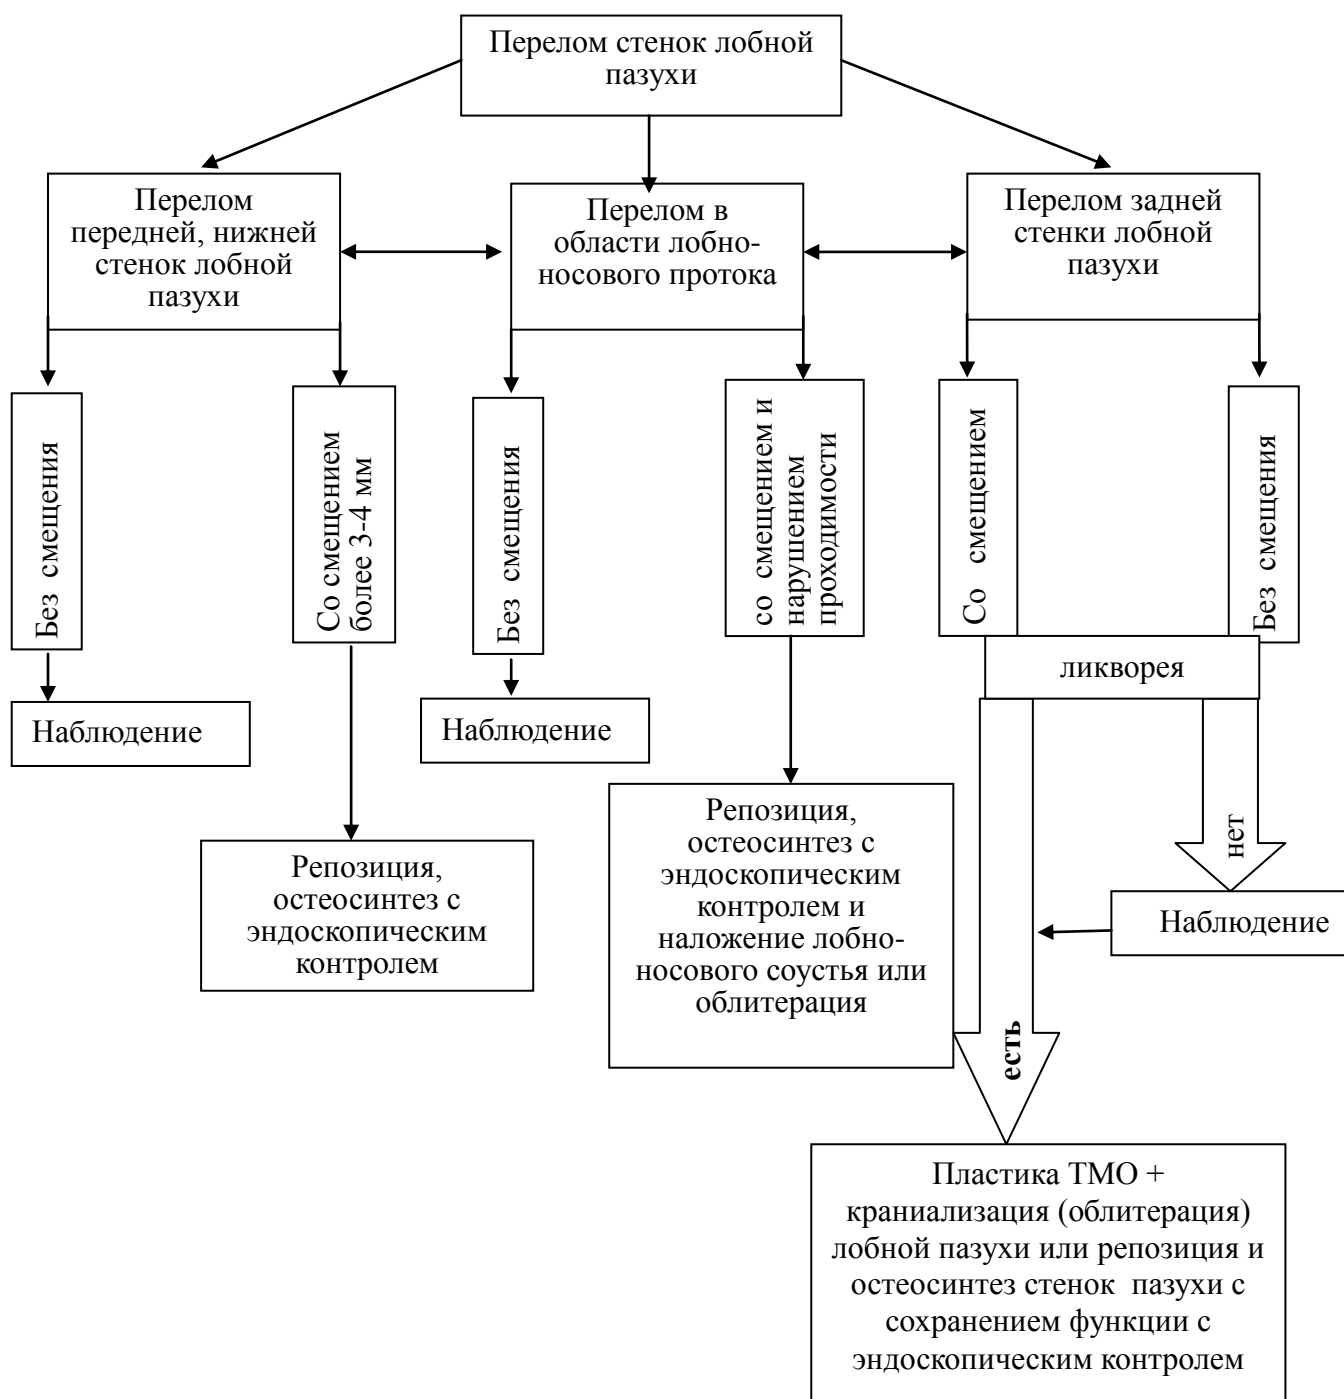 Перелом стенок лобной
пазухи
Перелом
передней, нижней
стенок лобной
пазухи
Перелом в
области лобно-
носового протока
Перелом задней
стенки лобной
пазухи
Без смещения
Со смещением
более 3-4 мм
Без смещения
со смещением и
нарушением
проходимости
Со смещением
Без смещения
ликворея
Наблюдение
Наблюдение
нет
Наблюдение
Репозиция,
остеосинтез с
эндоскопическим
контролем
Репозиция,
остеосинтез с
эндоскопическим
контролем и
наложение лобно-
носового соустья или
облитерация
есть
Пластика ТМО +
краниализация (облитерация)
лобной пазухи или репозиция и
остеосинтез стенок пазухи с
сохранением функции с
эндоскопическим контролем